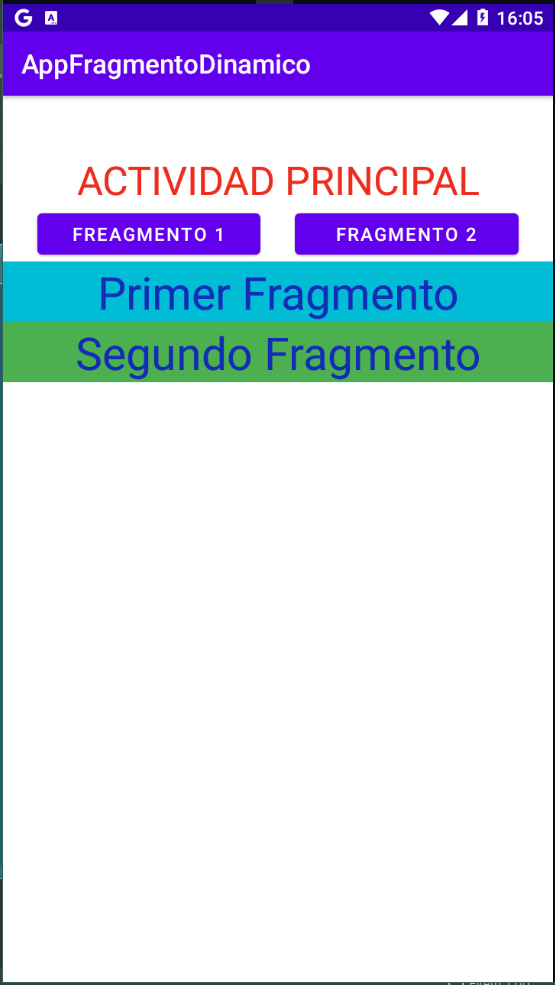 16:05
AppFragmentoDinamico
ACTIVIDAD PRINCIPAL
FREAGMENTO 1 FRAGMENTO 2
Primer Fragmento
Segundo Fragmento